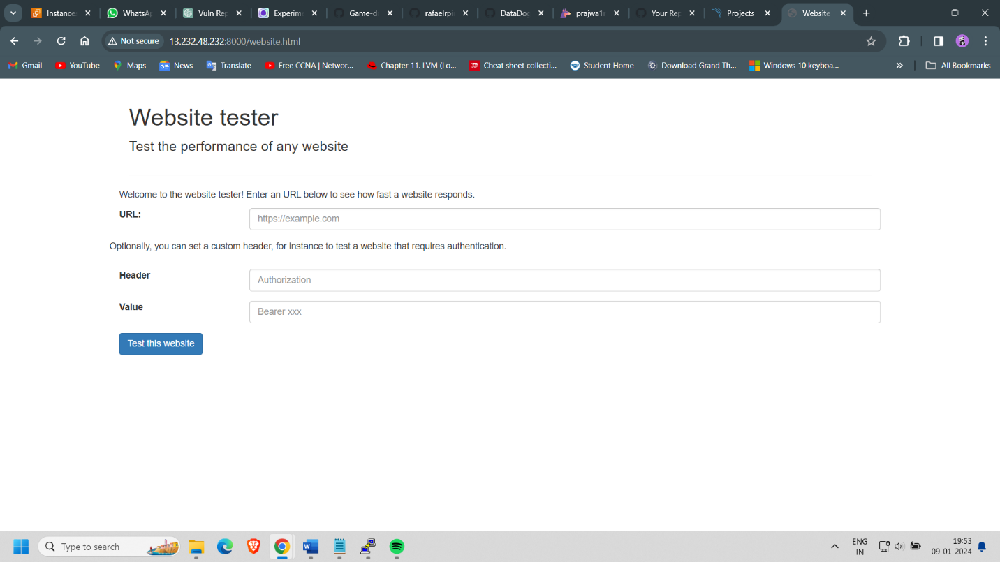 Instance
WhatsAp
Vuln Rep
Experim
Game-d
rafaelrpi
DataDog
prajwa1r
Your Rep
Projects
Website
Not secure
13.232.48.232:8000/website.html
Gmail
YouTube
Maps
News
Translate
Free CCNA | Networ...
Chapter 11. LVM (Lo...
Cheat sheet collecti...
Student Home
Download Grand Th...
Windows 10 keyboa...
All Bookmarks
Website tester
Test the performance of any website
Welcome to the website tester! Enter an URL below to see how fast a website responds.
URL:
https://example.com
Optionally, you can set a custom header, for instance to test a website that requires authentication.
Header
Authorization
Value
Bearer xxx
Test this website
Type to search
ENG
IN
19:53
09-01-2024